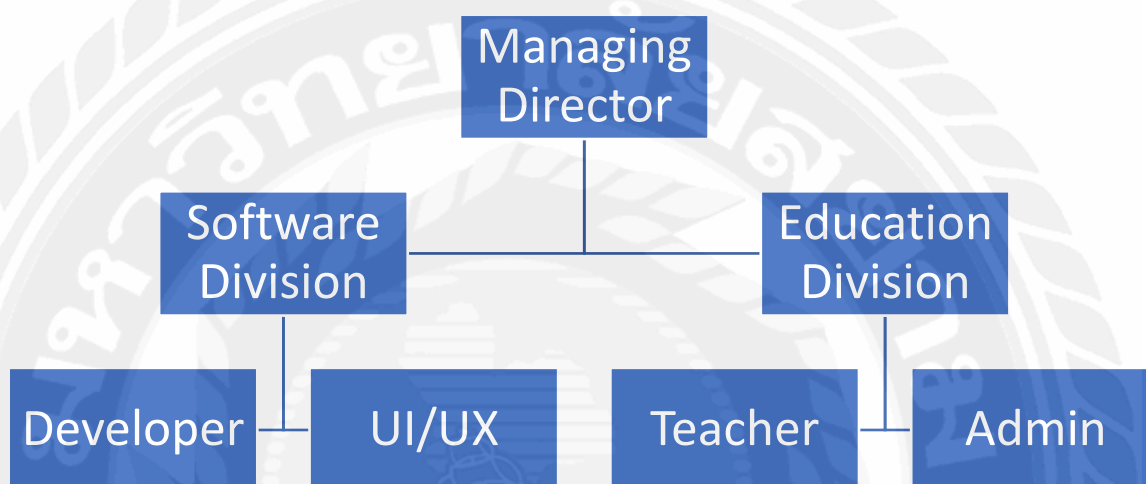 Managing
Director
Software
Division
Education
Division
Developer
UI/UX
Teacher
Admin